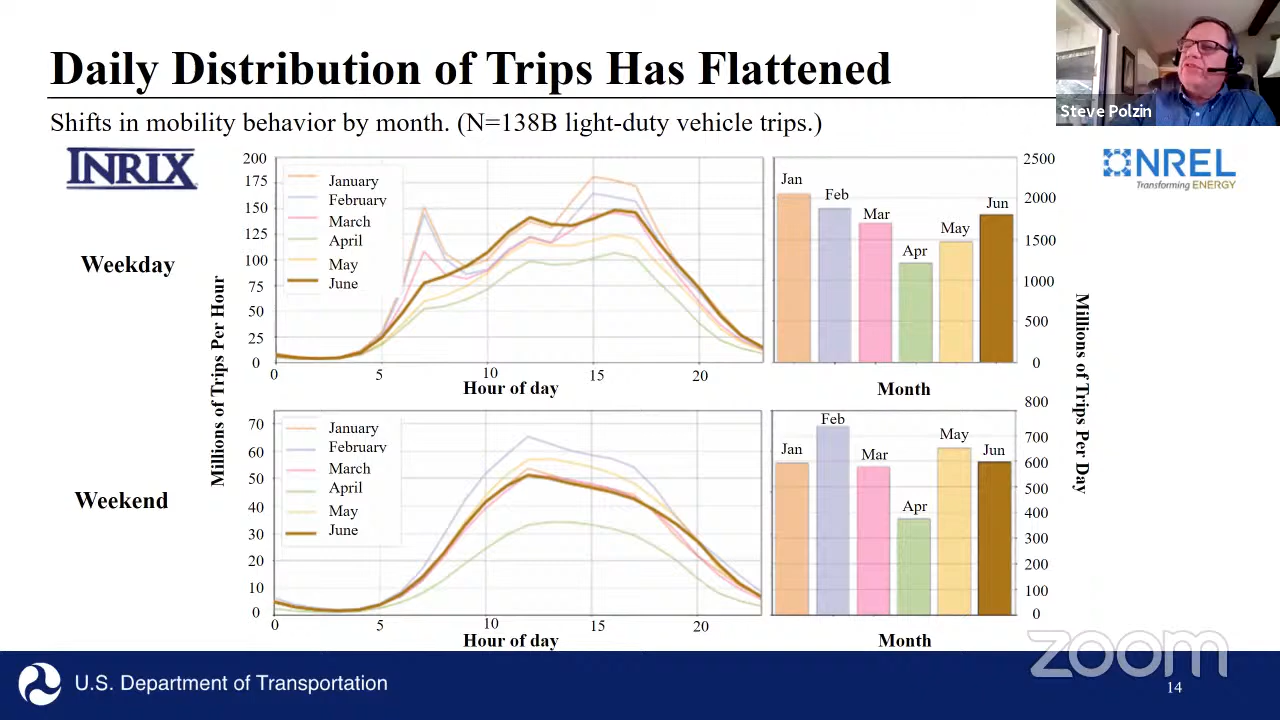 Daily Distribution of Trips Has Flattened
Steve Polzin
Shifts in mobility behavior by month. (N=138B light-duty vehicle trips.)
INRIX
NREL
Transforming ENERGY
Weekday
Millions of Trips Per Hour
200
175
150
125
100
75
50
25
0
January
February
March
April
May
June
0
5
10
15
20
Hour of day
Jan
Feb
Mar
Apr
May
Jun
2500
2000
1500
1000
500
0
Month
Millions of Trips Per Day
Weekend
70
60
50
40
30
20
10
0
January
February
March
April
May
June
0
5
10
15
20
Hour of day
Jan
Feb
Mar
Apr
May
Jun
800
700
600
500
400
300
200
100
0
Month
zoom
U.S. Department of Transportation
14